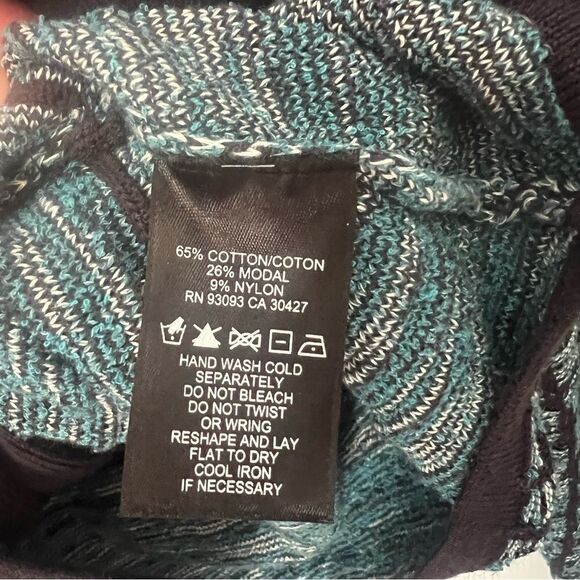 65% COTTON/COTON
26% MODAL
9% NYLON
RN 93093 CA 30427
HAND WASH COLD
SEPARATELY
DO NOT BLEACH
DO NOT TWIST
OR WRING
RESHAPE AND LAY
FLAT TO DRY
COOL IRON
IF NECESSARY